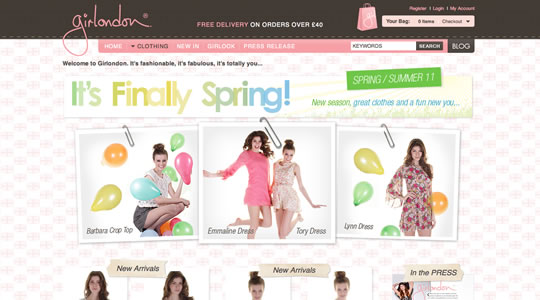 girlondon®
FREE DELIVERY ON ORDERS OVER £40
Register | Login | My Account
Your Bag: 0 items Checkout
HOME CLOTHING NEW IN GIRLOOK PRESS RELEASE
KEYWORDS SEARCH BLOG
Welcome to Girlondon. It's fashionable, it's fabulous, it's totally you...
It's Finally Spring!
SPRING / SUMMER 11
New season, great clothes and a fun new you...
Barbara Crop Top
Emmaline Dress
Tory Dress
Lynn Dress
New Arrivals
New Arrivals
In the PRESS